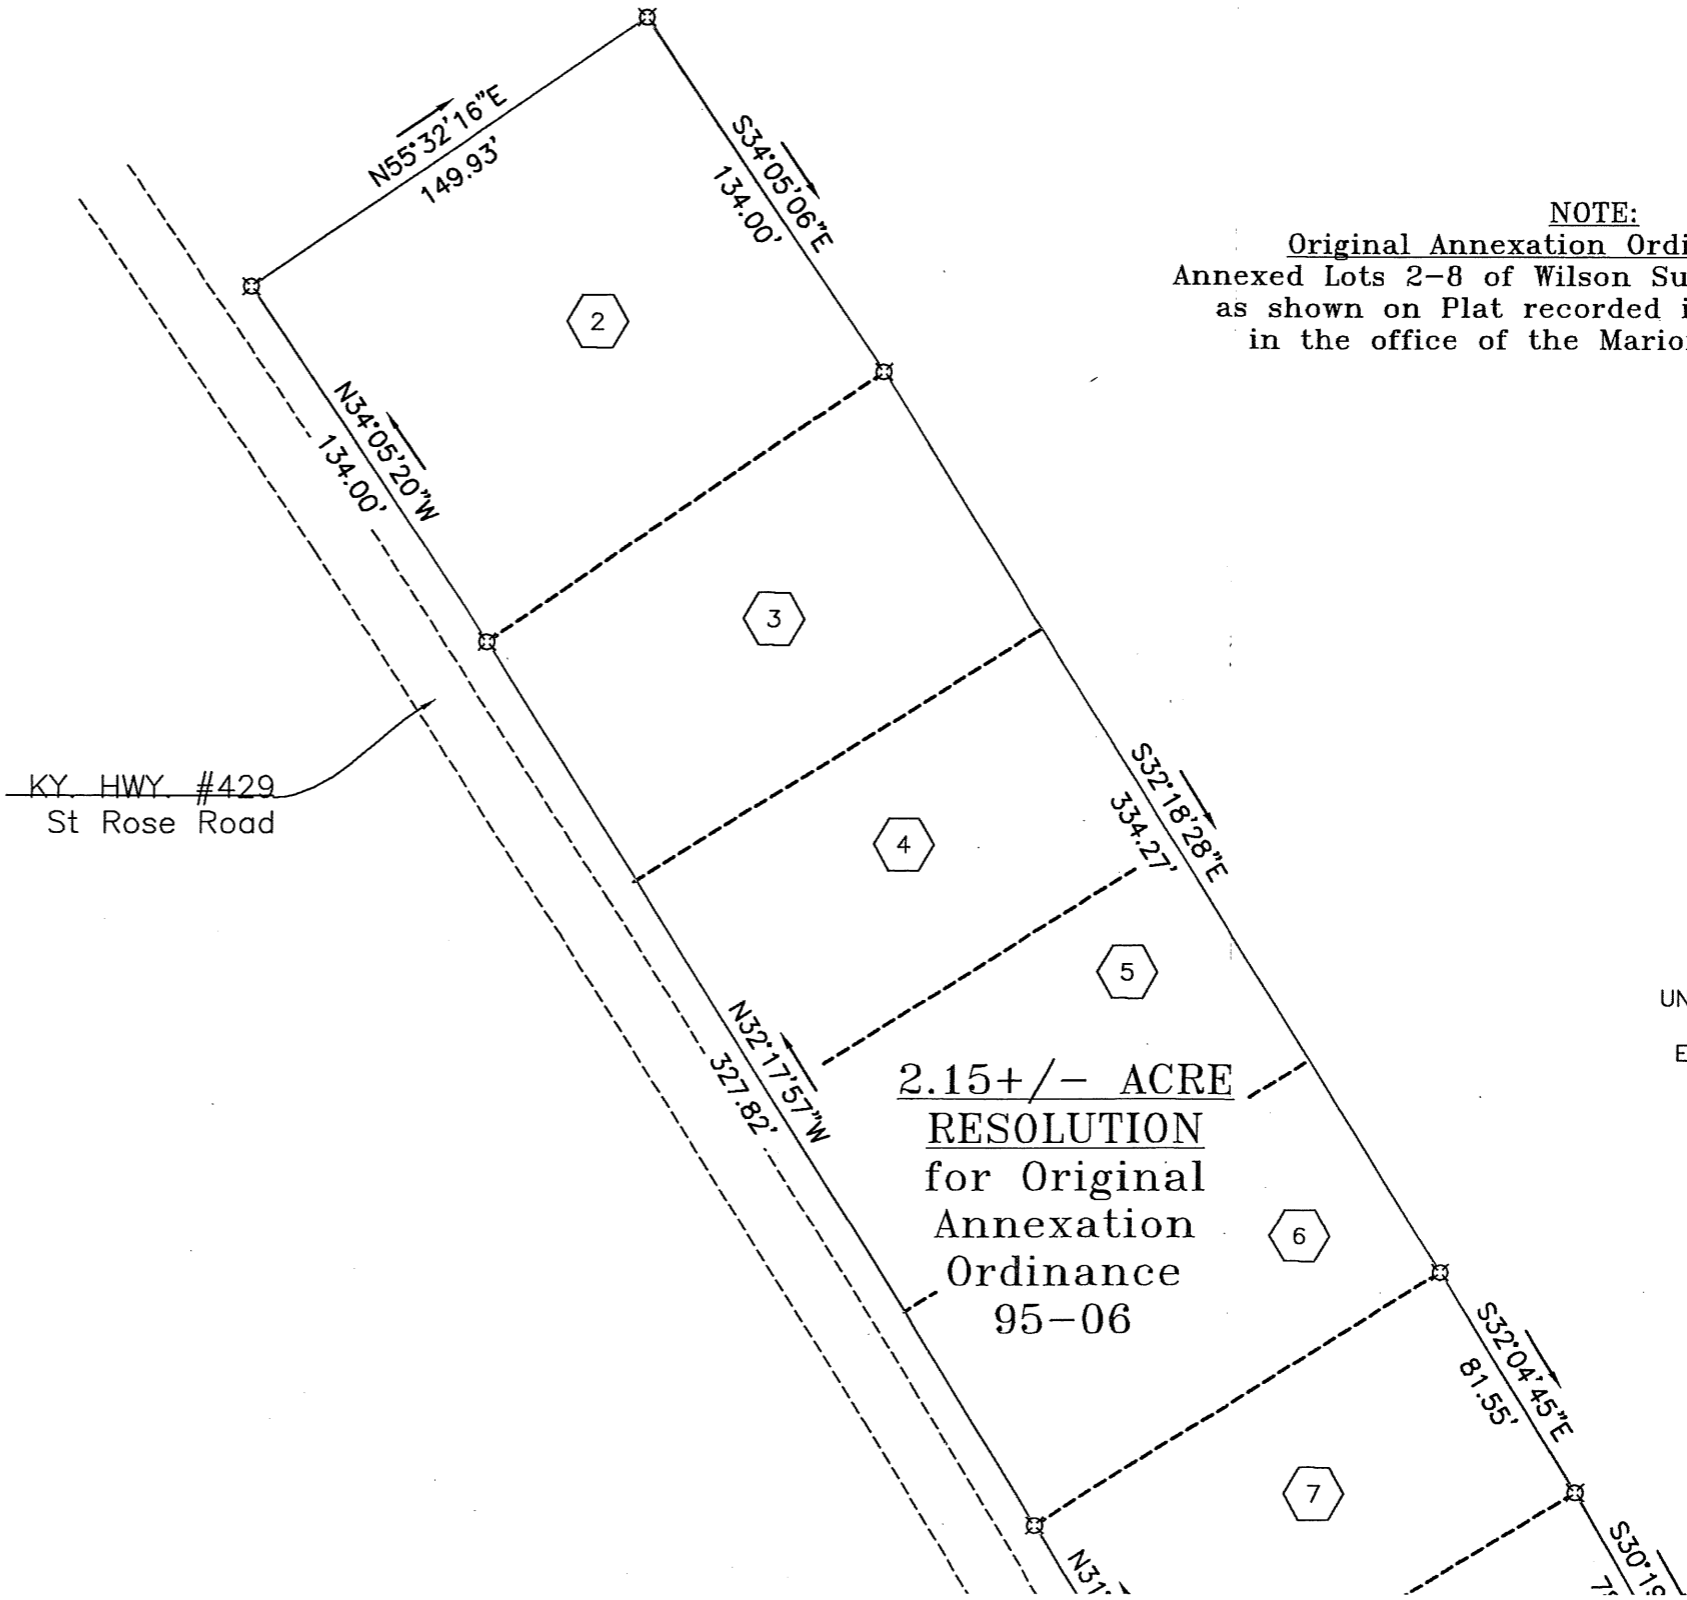 N55°32'16"E
149.93'
S34°05'06"E
134.00'
NOTE:
Original Annexation
Annexed Lots 2-8 of Wilson
as shown on Plat recorded
in the office of the
2
N34°05'20"W
134.00'
3
KY. HWY. #429
St Rose Road
4
S32°18'28"E
334.27'
5
N32°17'57"W
327.82'
2.15+/- ACRE
RESOLUTION
for Original
Annexation
Ordinance
95-06
6
S32°04'45"E
81.55'
7